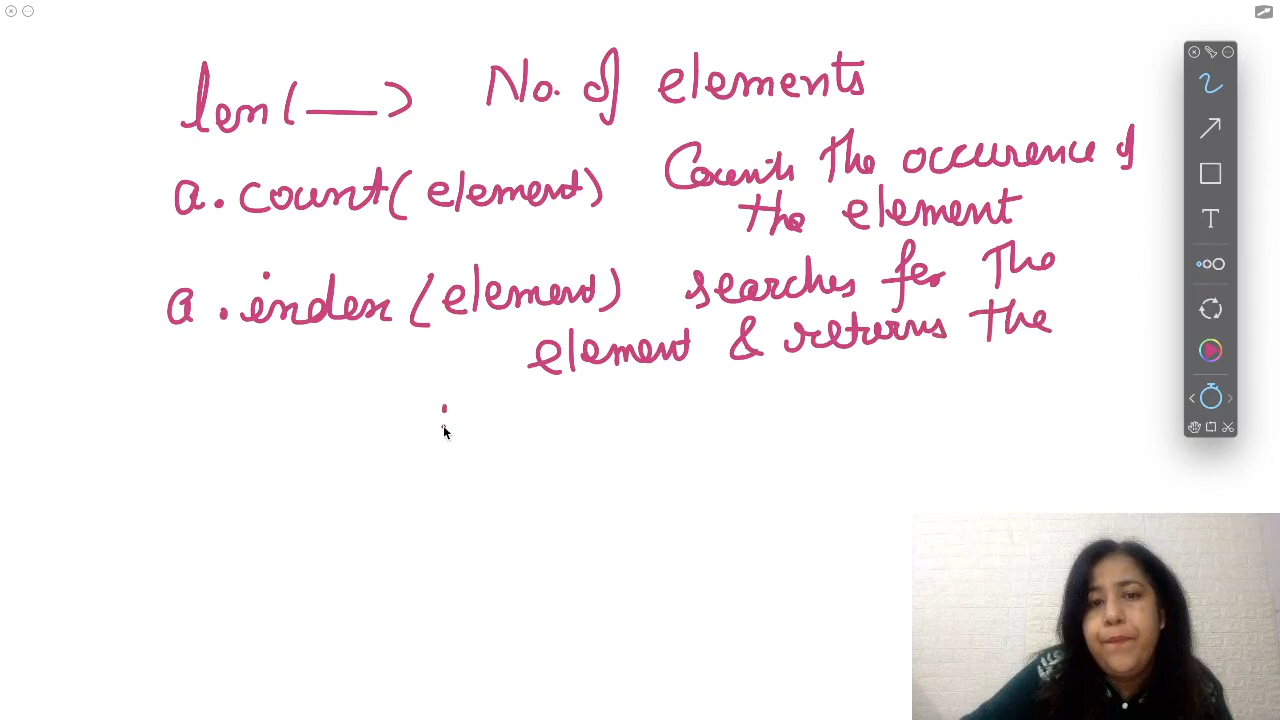 len(___) No. of elements
a.count(element) Counts the occurence of
the element
a.index(element) searches for the
element & returns the
T